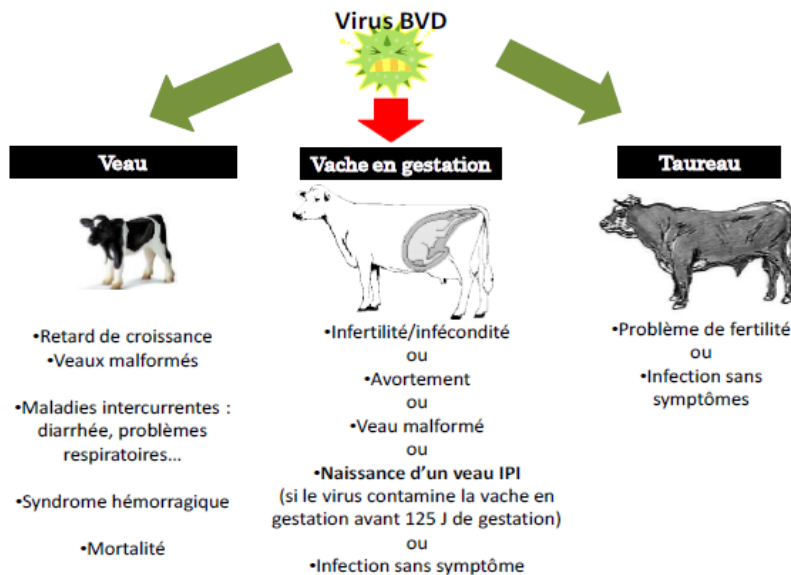 Virus BVD
Veau
•Retard de croissance
•Veaux malformés
•Maladies intercurrentes :
diarrhée, problèmes
respiratoires...
•Syndrome hémorragique
•Mortalité
Vache en gestation
•Infertilité/infécondité
ou
•Avortement
ou
•Veau malformé
ou
•Naissance d'un veau IPI
(si le virus contamine la vache en
gestation avant 125 J de gestation)
ou
•Infection sans symptôme
Taureau
•Problème de fertilité
ou
•Infection sans
symptômes